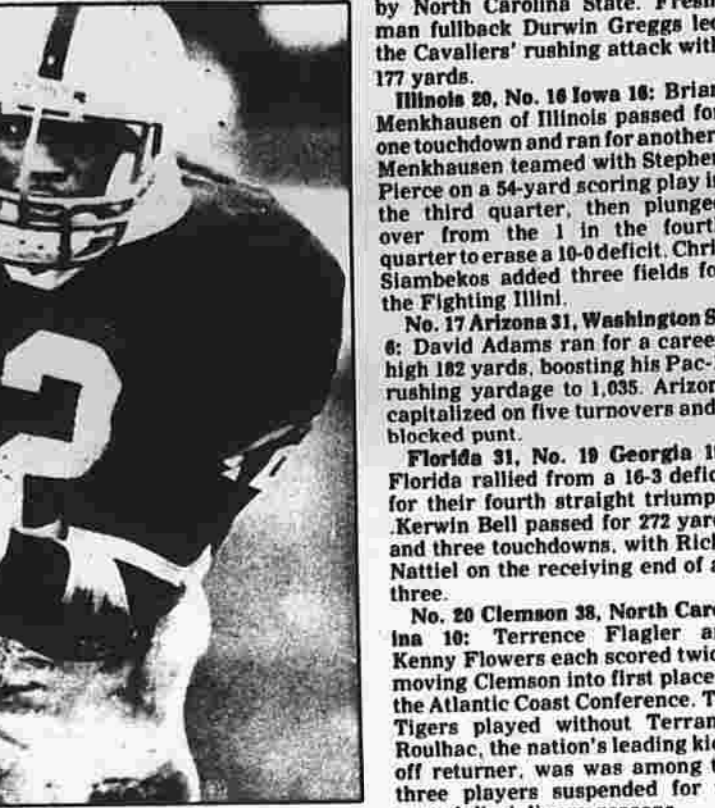 2
by North Carolina State. Fresh-
man fullback Durwin Greggs led
the Cavaliers' rushing attack with
177 yards.
Illinois 20, No. 16 Iowa 16: Brian
Menkhausen of Illinois passed for
one touchdown and ran for another.
Menkhausen teamed with Stephen
Pierce on a 54-yard scoring play in
the third quarter, then plunged
over from the 1 in the fourth
quarter to erase a 10-0 deficit. Chri
Siambekos added three fields fo
the Fighting Illini.
No. 17 Arizona 31, Washington S
6: David Adams ran for a caree
high 182 yards, boosting his Pac-
rushing yardage to 1,035. Arizon
capitalized on five turnovers and
blocked punt.
Florida 31, No. 19 Georgia 1
Florida rallied from a 16-3 defic
for their fourth straight triump
.Kerwin Bell passed for 272 yard
and three touchdowns, with Rick
Nattiel on the receiving end of a
three.
No. 20 Clemson 38, North Caro
ina 10: Terrence Flagler a
Kenny Flowers each scored twic
moving Clemson into first place
the Atlantic Coast Conference. T
Tigers played without Terran
Roulhac, the nation's leading kic
off returner, was was among t
three players suspended for